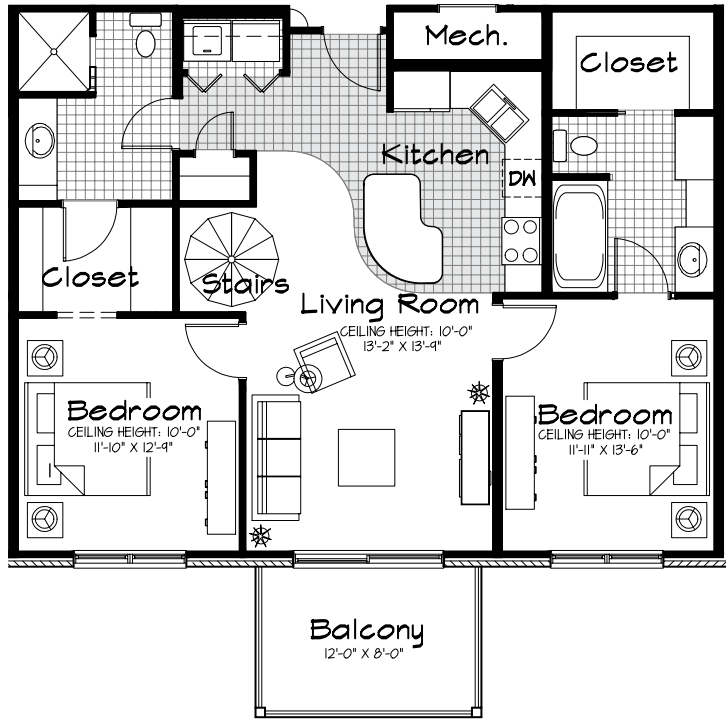 Mech.
Closet
Kitchen
DW
Closet
Stairs
Living Room
CEILING HEIGHT: 10'-0"
13'-2" X 13'-9"
Bedroom
CEILING HEIGHT: 10'-0"
11'-10" X 12'-9"
Bedroom
CEILING HEIGHT: 10'-0"
11'-11" X 13'-6"
Balcony
12'-0" X 8'-0"